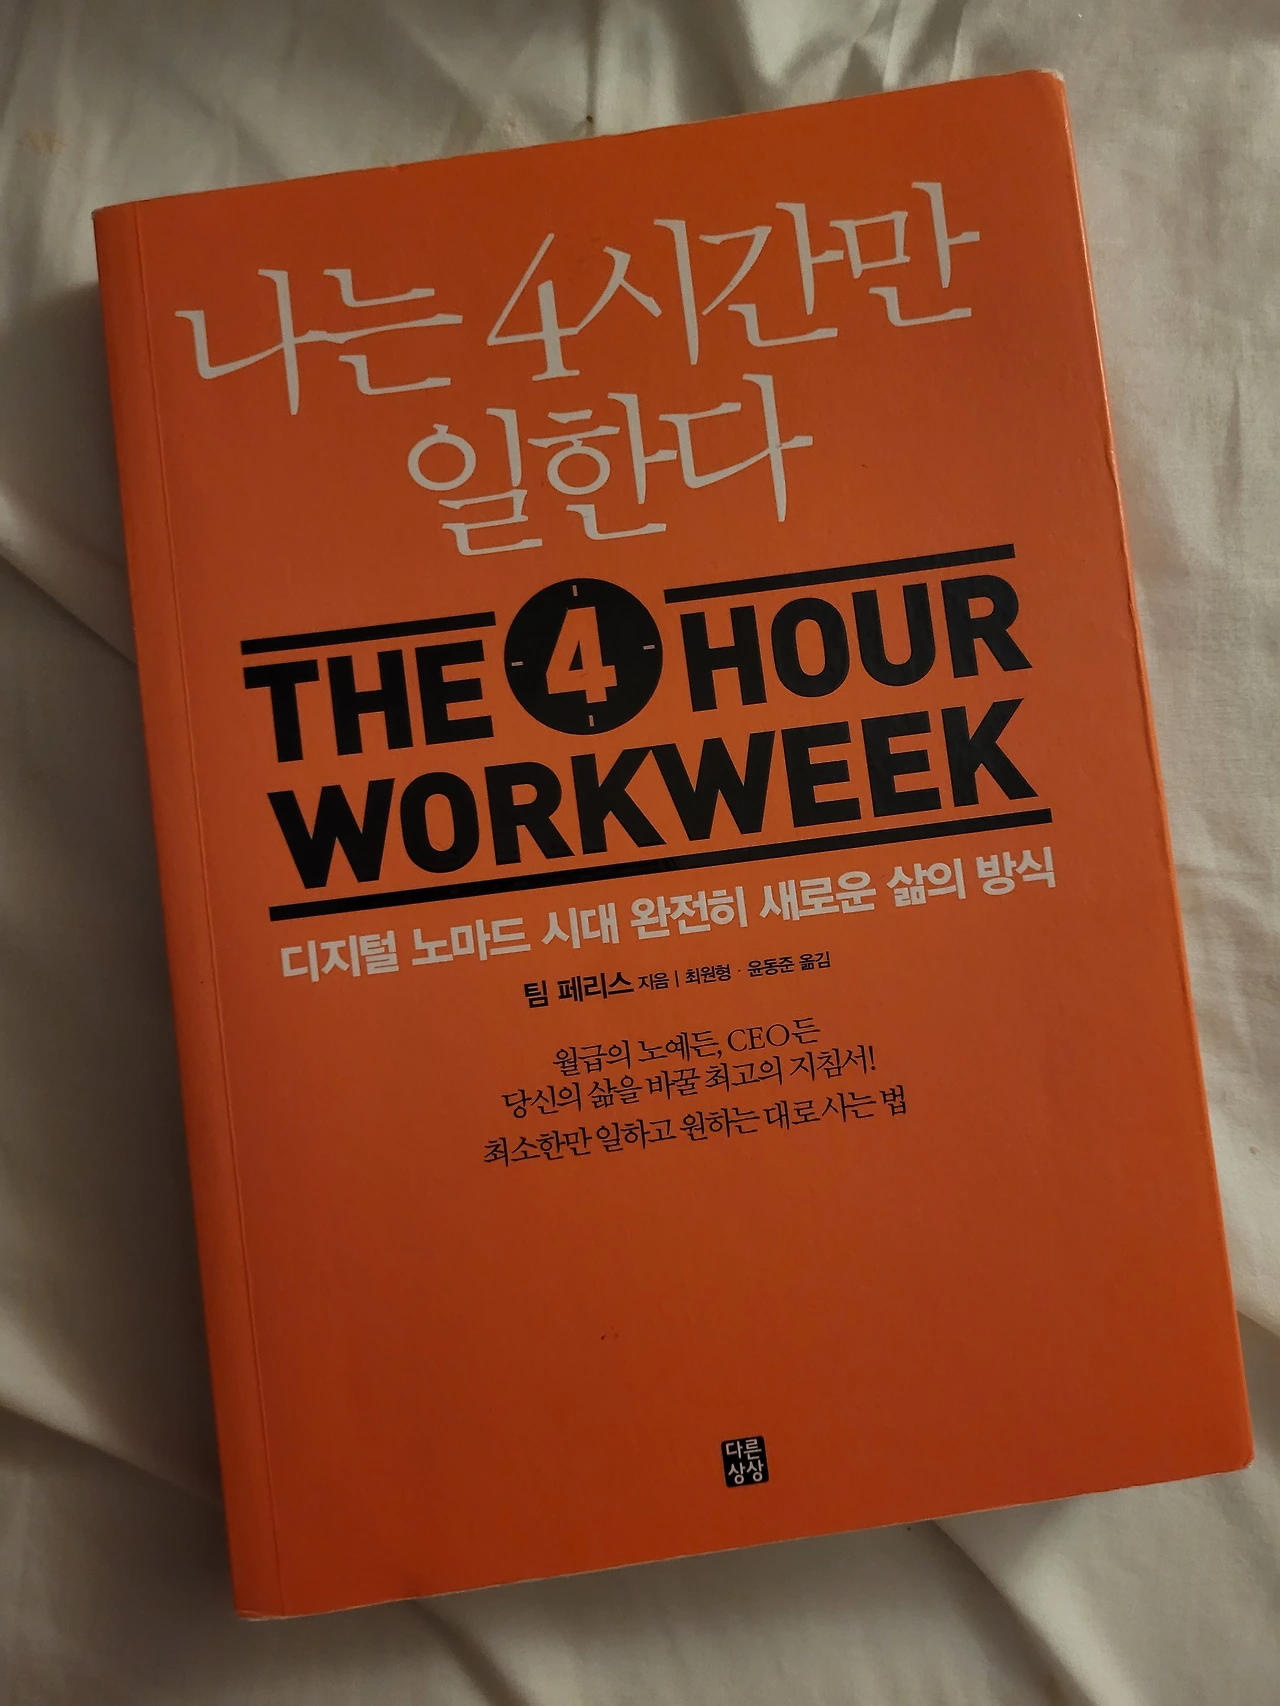 나는 4시간만
일한다
THE 4 HOUR
WORKWEEK
디지털 노마드 시대 완전히 새로운 삶의 방식
팀 페리스 지음 | 최원형 · 윤동준 옮김
월급의 노예든, CEO든
당신의 삶을 바꿀 최고의 지침서!
최소한만 일하고 원하는 대로 사는 법
다른
상상